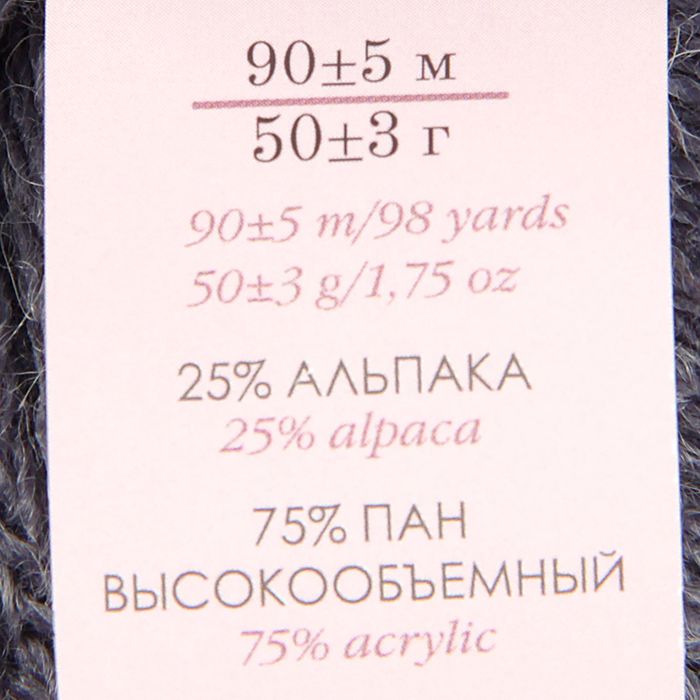 90±5 м
50±3 г
90±5 m/98 yards
50±3 g/1,75 oz
25% АЛЬПАКА
25% alpaca
75% ПАН
ВЫСОКООБЪЕМНЫЙ
75% acrylic